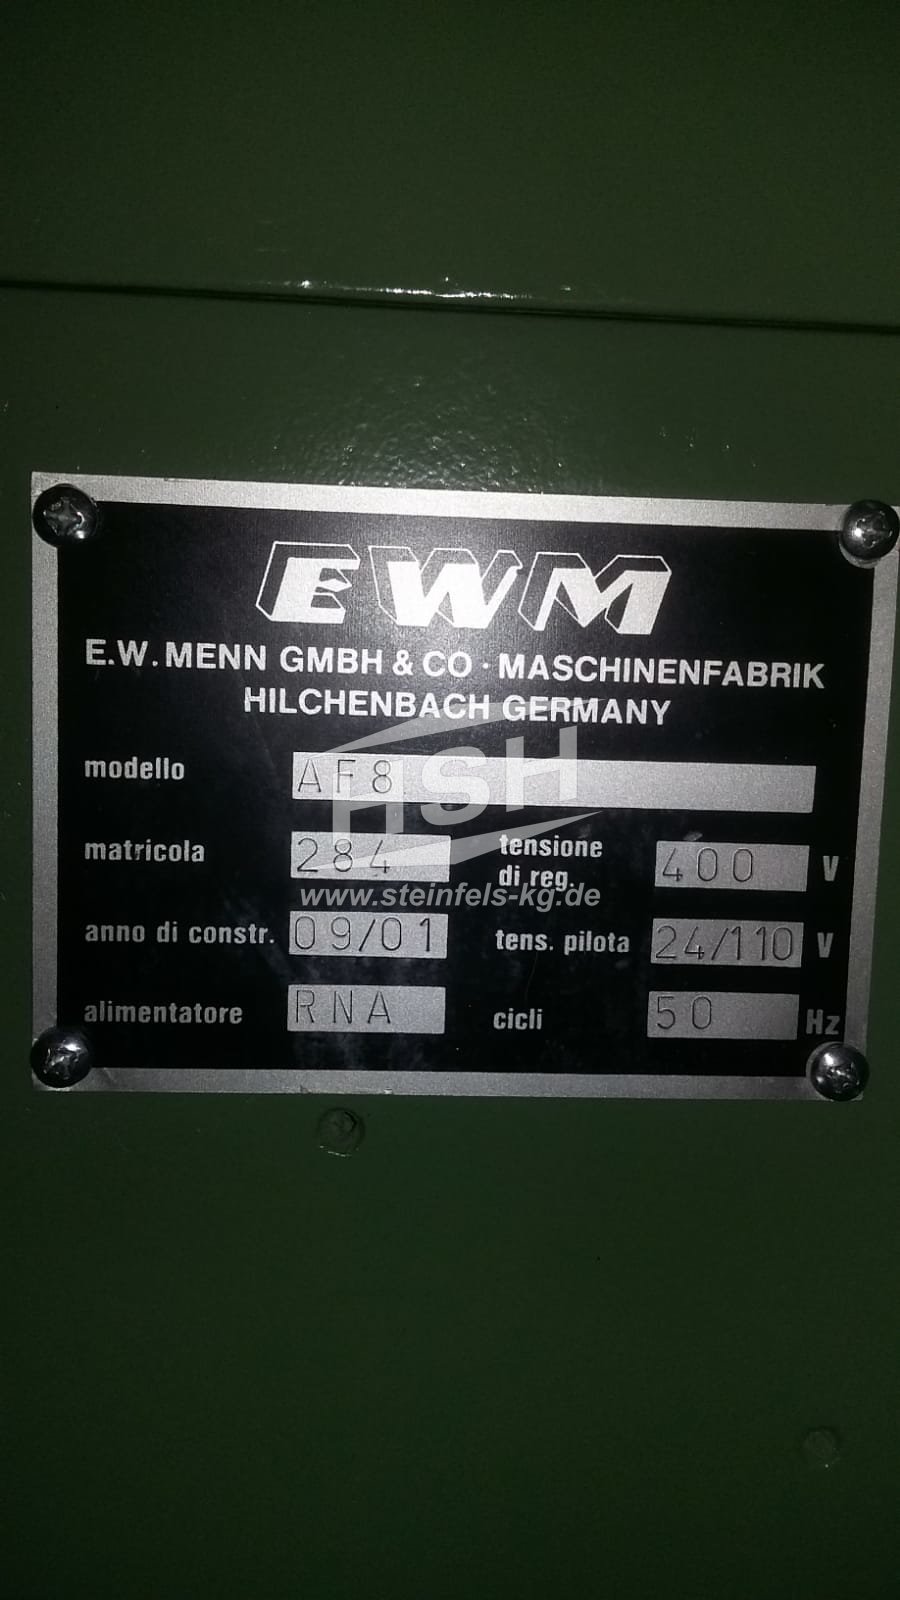 EWM
E.W. MENN GMBH & CO · MASCHINENFABRIK
HILCHENBACH GERMANY
modello AF8
matricola 284 tensione di reg. 400 V
anno di constr. 09/01 tens. pilota 24/110 V
alimentatore RNA cicli 50 Hz
HSH
www.steinfels-kg.de